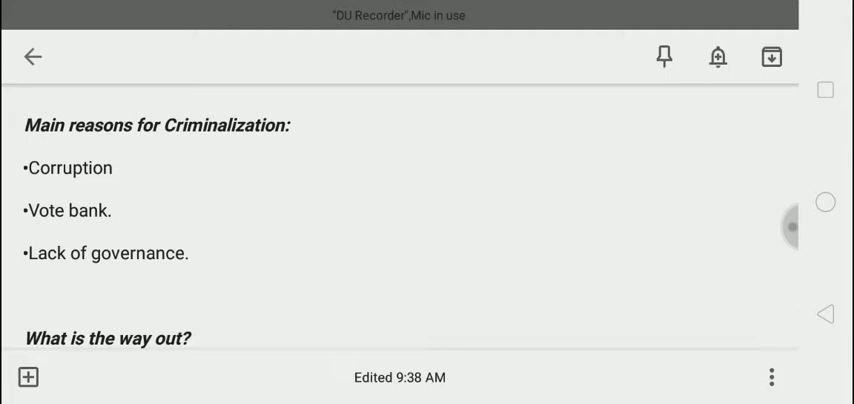 "DU Recorder",Mic in use
Main reasons for Criminalization:
•Corruption
•Vote bank.
•Lack of governance.
What is the way out?
Edited 9:38 AM